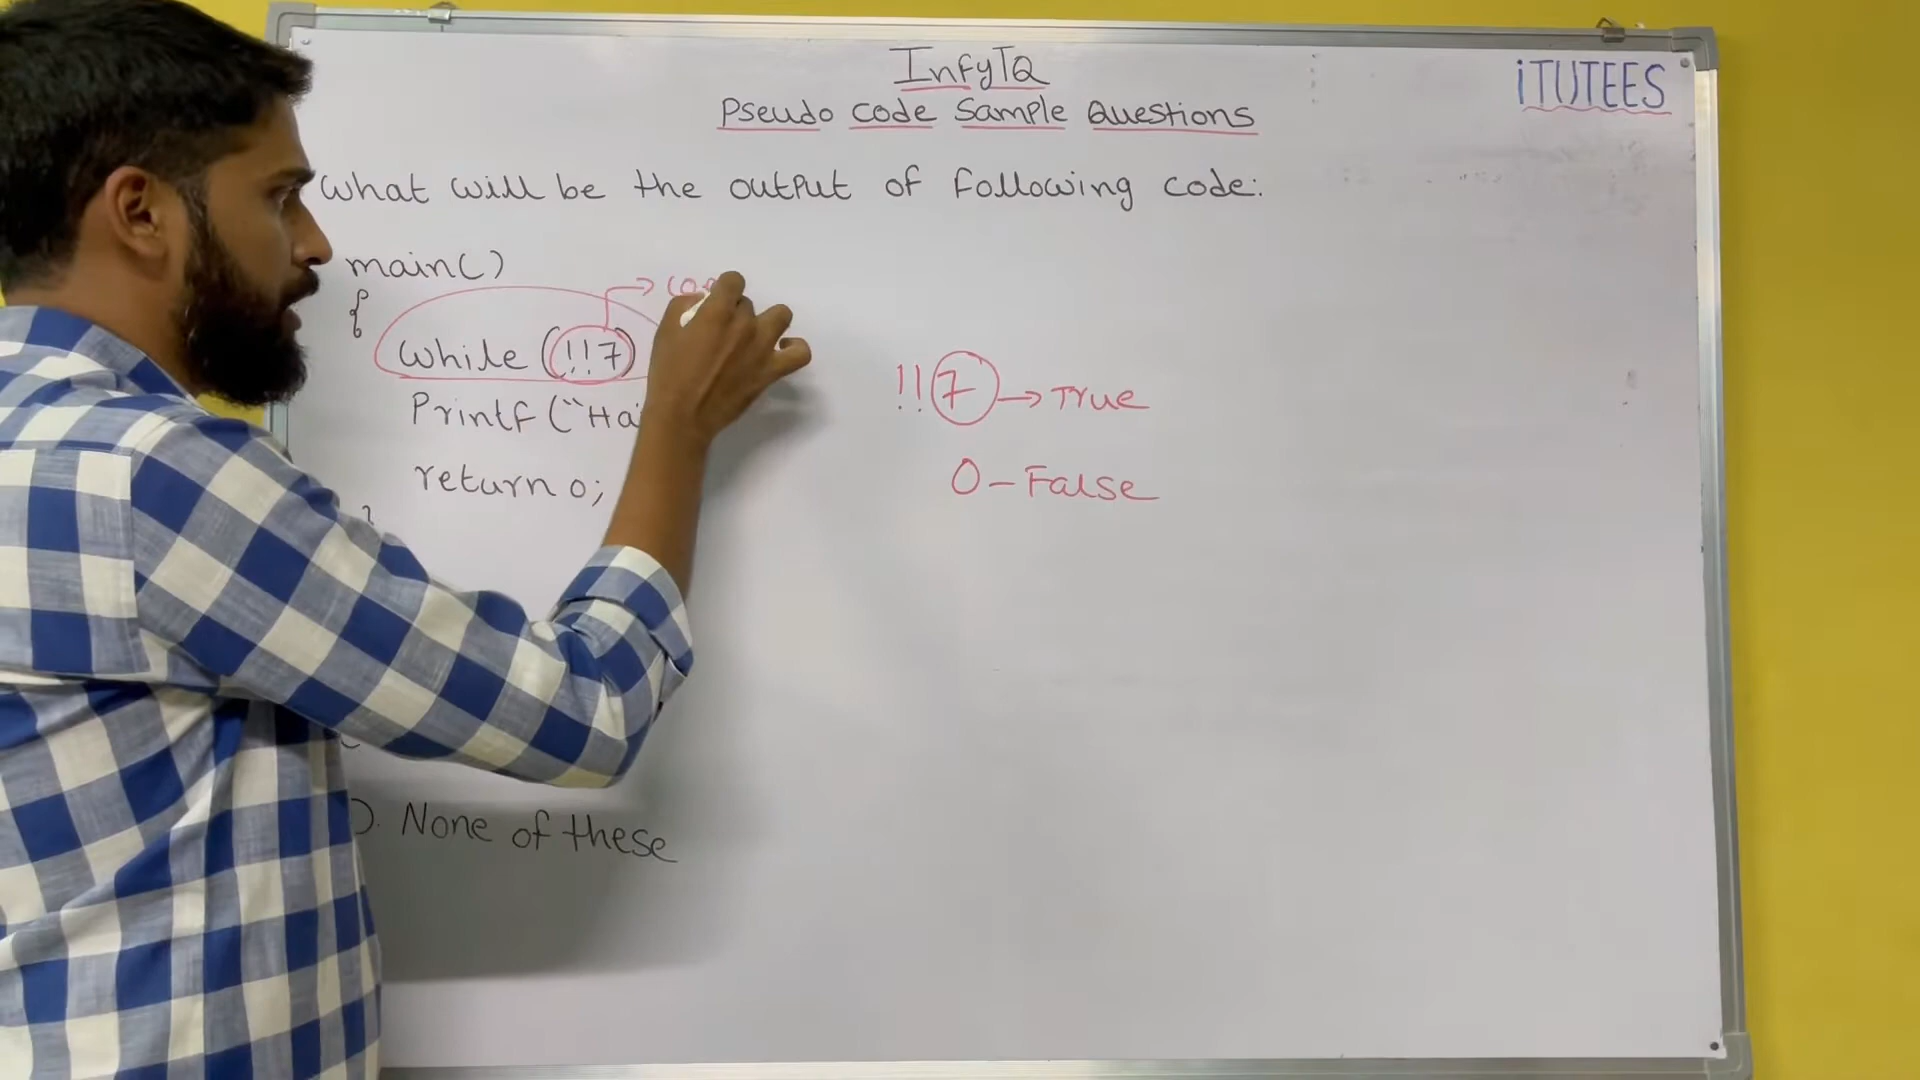 InfyTQ
iTUTEES
Pseudo Code Sample Questions
What will be the output of following code:
main()
{
while (!!7)
Printf ("Hai
return 0;
}
!!7 → True
0 - False
D. None of these